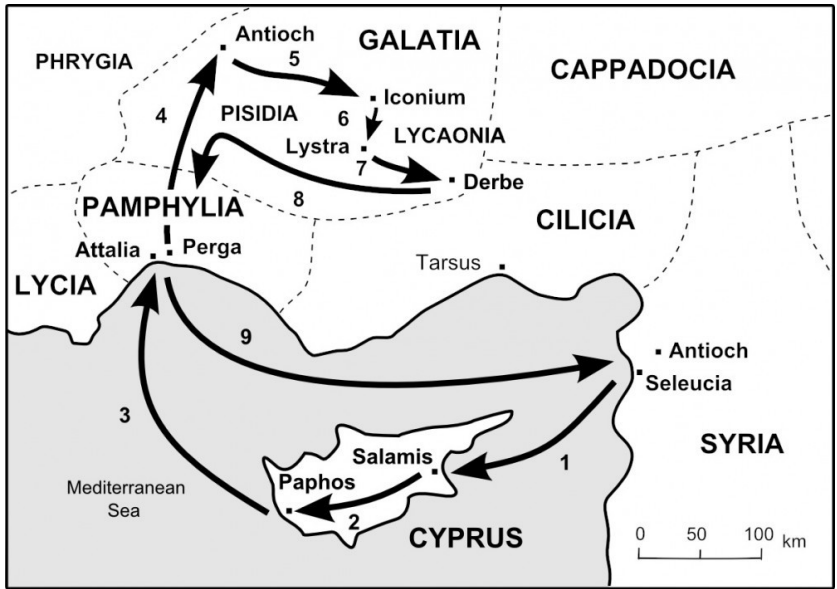 Antioch
5
GALATIA
PHRYGIA
CAPPADOCIA
4
PISIDIA
Iconium
6
Lystra
LYCAONIA
7
Derbe
8
PAMPHYLIA
CILICIA
Attalia
Perga
Tarsus
LYCIA
9
Antioch
Seleucia
3
SYRIA
1
Salamis
Paphos
2
Mediterranean
Sea
CYPRUS
0 50 100 km